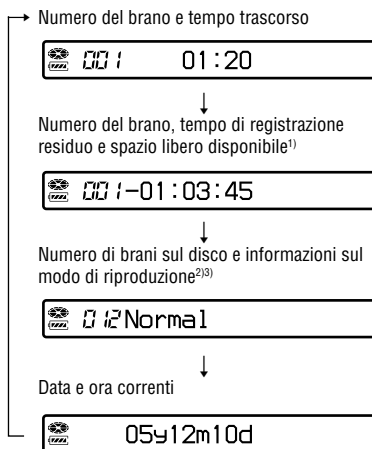 Numero del brano e tempo trascorso
001 01:20
Numero del brano, tempo di registrazione
residuo e spazio libero disponibile1)
001-01:03:45
Numero di brani sul disco e informazioni sul
modo di riproduzione2)3)
012Normal
Data e ora correnti
05y12m10d